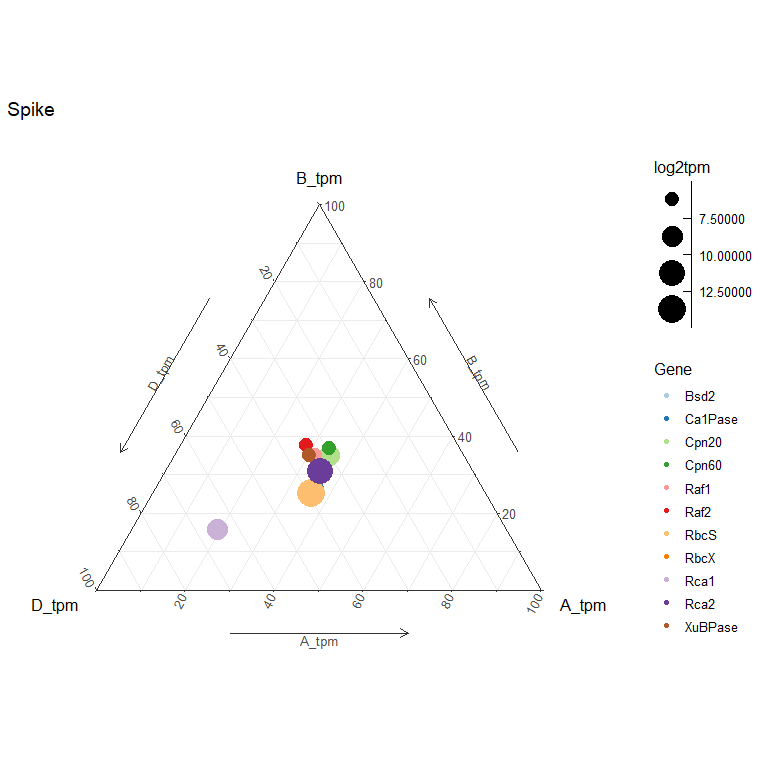 Spike
B_tpm
100
80
60
40
20
20
40
60
80
100
D_tpm
B_tpm
D_tpm
A_tpm
20
40
60
80
100
A_tpm
log2tpm
7.50000
10.00000
12.50000
Gene
Bsd2
Ca1Pase
Cpn20
Cpn60
Raf1
Raf2
RbcS
RbcX
Rca1
Rca2
XuBPase